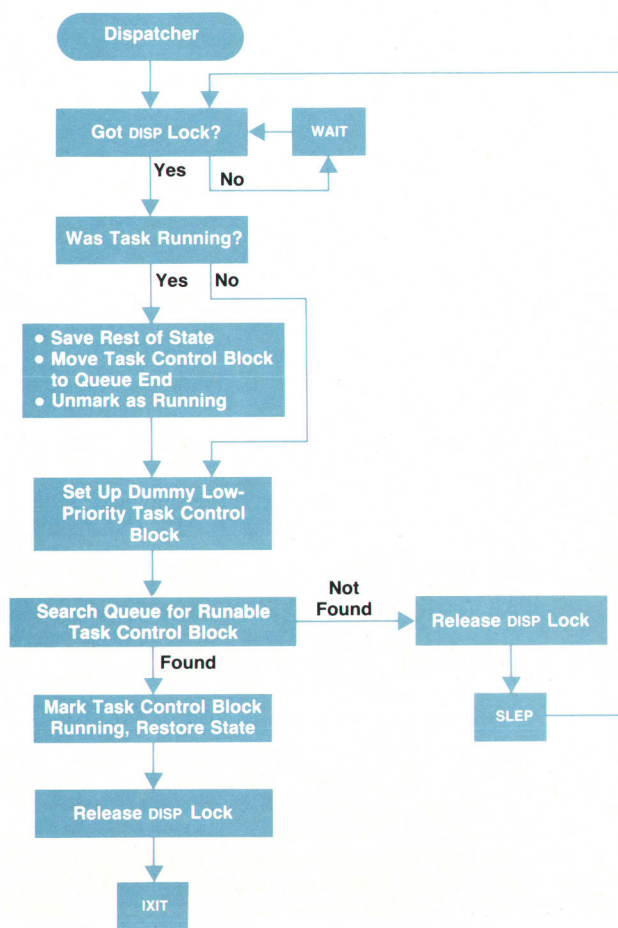 Dispatcher
Got DISP Lock?
WAIT
Yes
No
Was Task Running?
Yes
No
• Save Rest of State
• Move Task Control Block
to Queue End
• Unmark as Running
Set Up Dummy Low-
Priority Task Control
Block
Search Queue for Runable
Task Control Block
Not
Found
Release DISP Lock
Found
SLEP
Mark Task Control Block
Running, Restore State
Release DISP Lock
IXIT